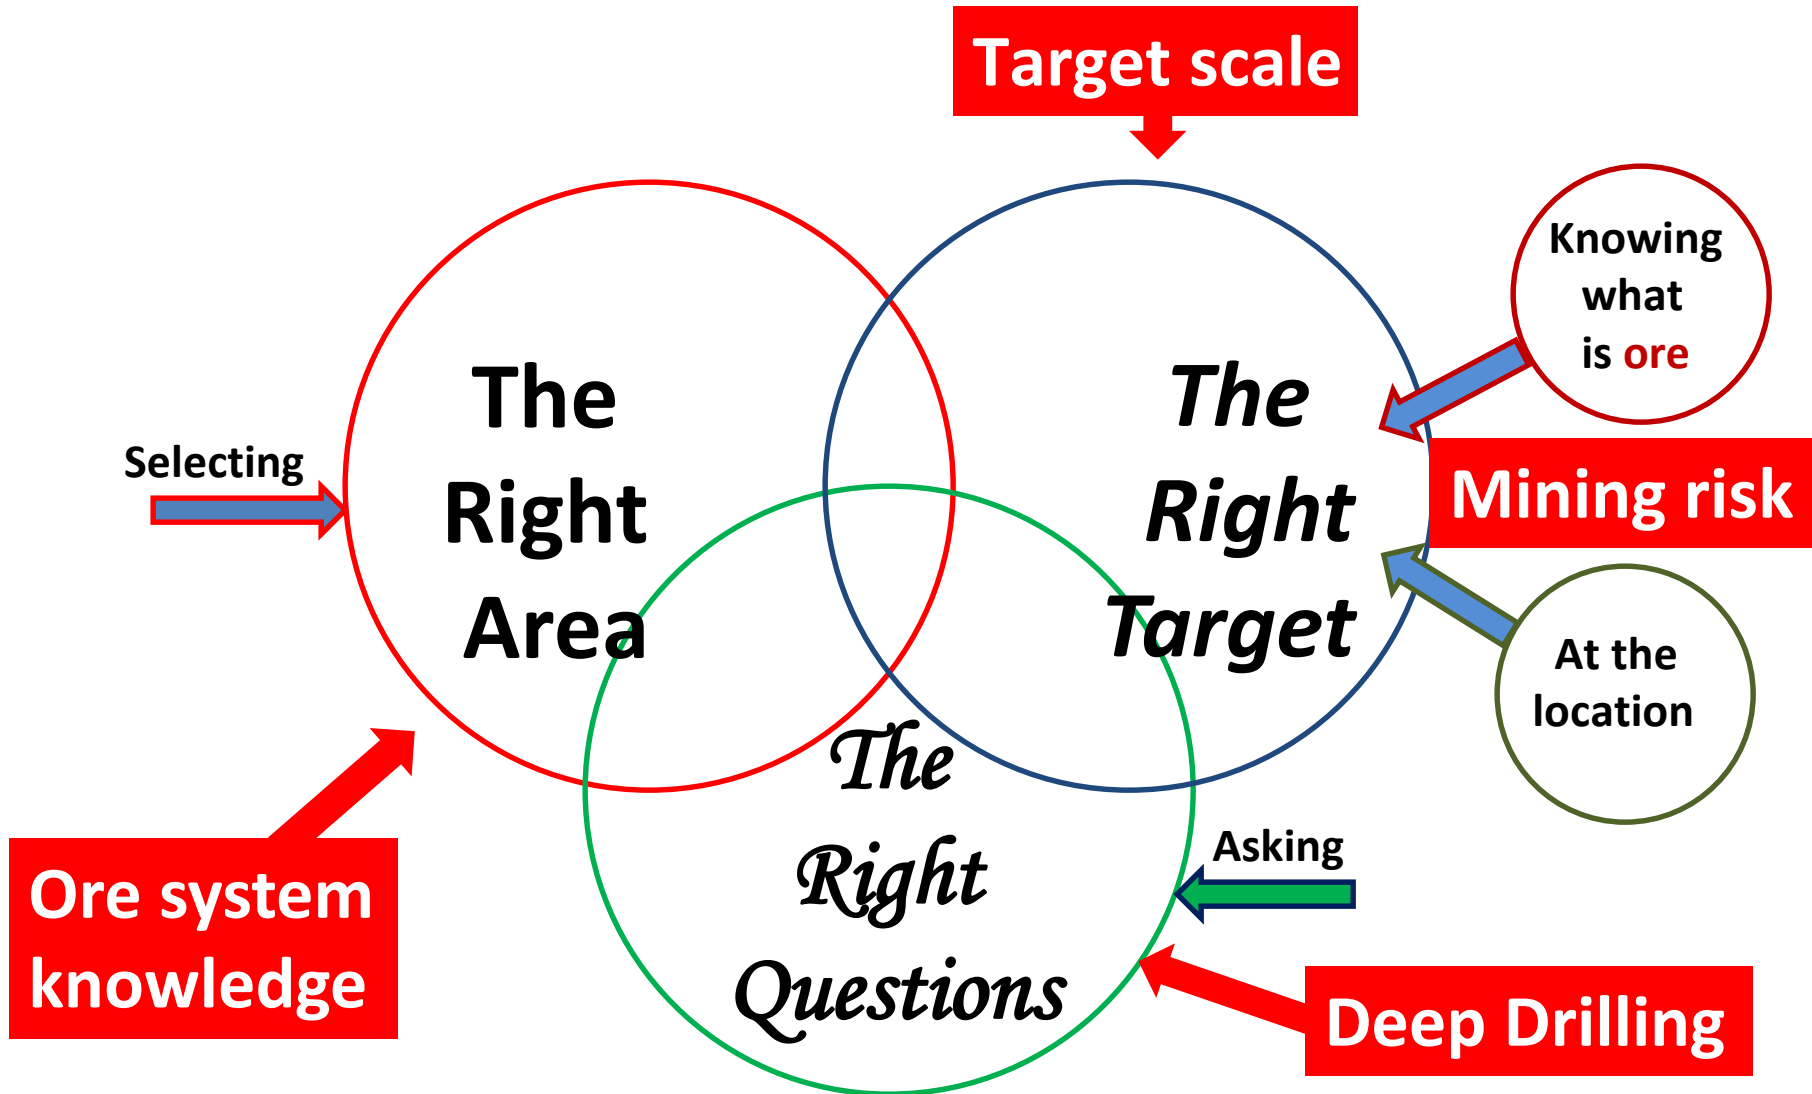 Target scale
Knowing
what
is ore
The
Right
Area
The
Right
Target
Selecting
Mining risk
At the
location
The
Right
Questions
Asking
Ore system
knowledge
Deep Drilling